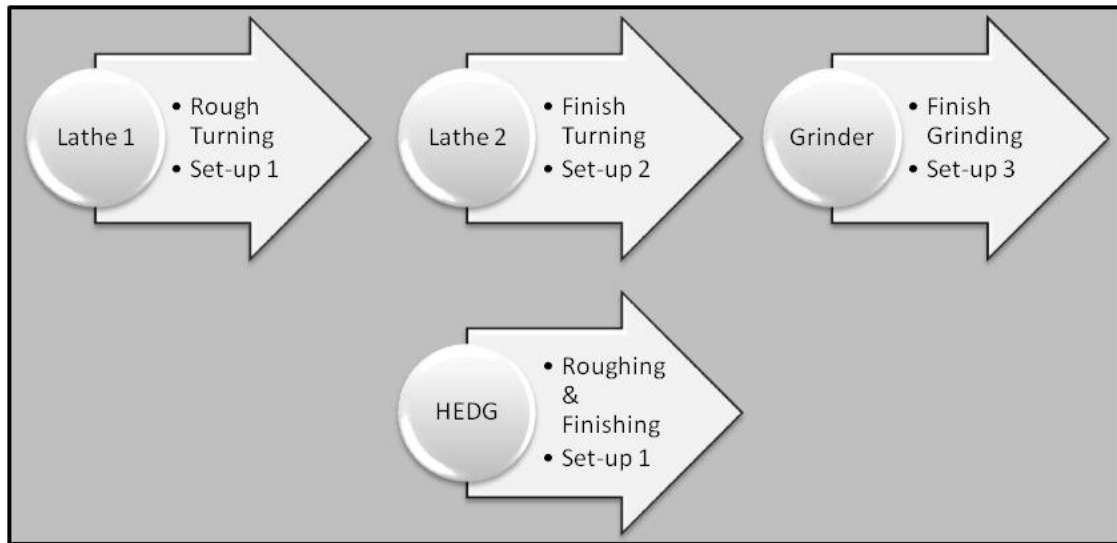 Lathe 1
• Rough
Turning
• Set-up 1
Lathe 2
• Finish
Turning
• Set-up 2
Grinder
• Finish
Grinding
• Set-up 3
HEDG
• Roughing
&
Finishing
• Set-up 1